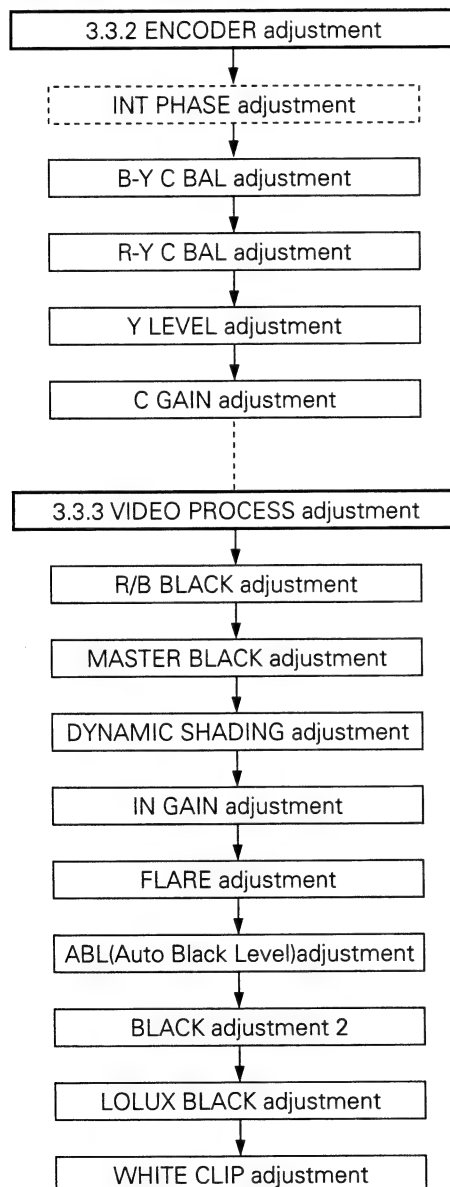 3.3.2 ENCODER adjustment
INT PHASE adjustment
B-Y C BAL adjustment
R-Y C BAL adjustment
Y LEVEL adjustment
C GAIN adjustment
3.3.3 VIDEO PROCESS adjustment
R/B BLACK adjustment
MASTER BLACK adjustment
DYNAMIC SHADING adjustment
IN GAIN adjustment
FLARE adjustment
ABL(Auto Black Level)adjustment
BLACK adjustment 2
LOLUX BLACK adjustment
WHITE CLIP adjustment